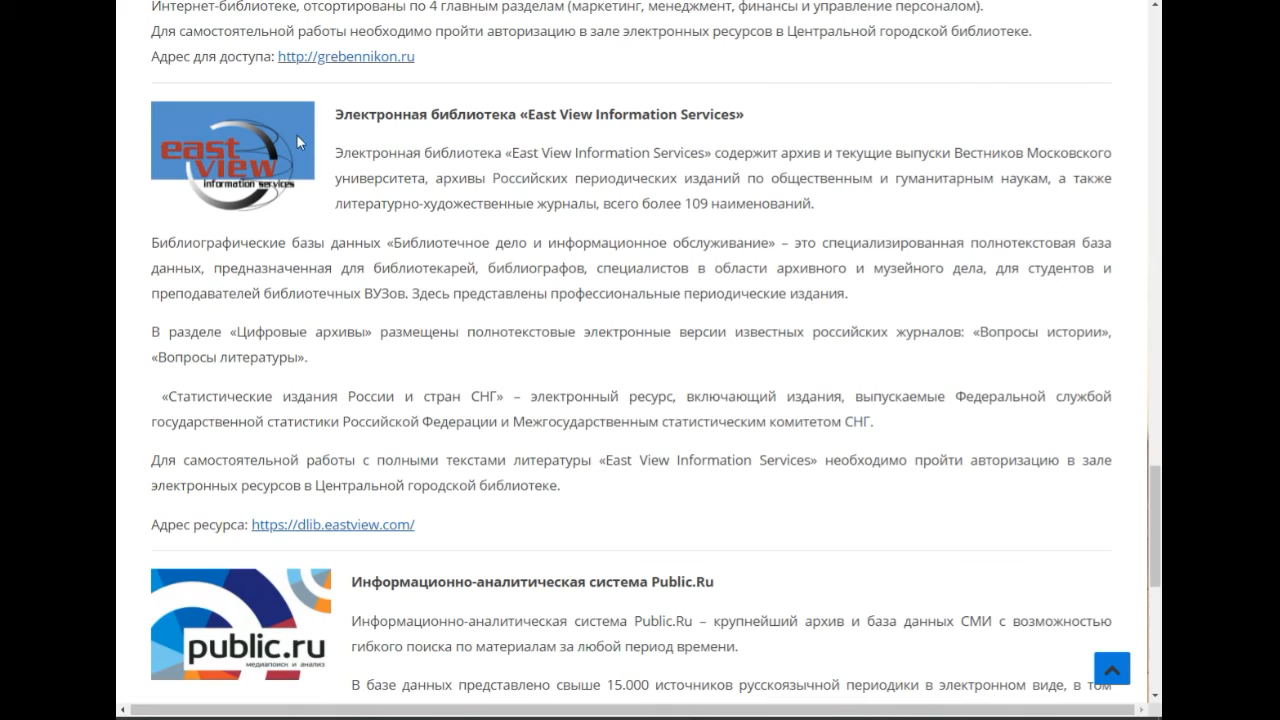 Интернет-библиотеке, отсортированы по 4 главным разделам (маркетинг, менеджмент, финансы и управление персоналом).
Для самостоятельной работы необходимо пройти авторизацию в зале электронных ресурсов в Центральной городской библиотеке.
Адрес для доступа: http://grebennikon.ru
east
view
information services
Электронная библиотека «East View Information Services»
Электронная библиотека «East View Information Services» содержит архив и текущие выпуски Вестников Московского
университета, архивы Российских периодических изданий по общественным и гуманитарным наукам, а также
литературно-художественные журналы, всего более 109 наименований.
Библиографические базы данных «Библиотечное дело и информационное обслуживание» – это специализированная полнотекстовая база
данных, предназначенная для библиотекарей, библиографов, специалистов в области архивного и музейного дела, для студентов и
преподавателей библиотечных ВУЗов. Здесь представлены профессиональные периодические издания.
В разделе «Цифровые архивы» размещены полнотекстовые электронные версии известных российских журналов: «Вопросы истории»,
«Вопросы литературы».
«Статистические издания России и стран СНГ» – электронный ресурс, включающий издания, выпускаемые Федеральной службой
государственной статистики Российской Федерации и Межгосударственным статистическим комитетом СНГ.
Для самостоятельной работы с полными текстами литературы «East View Information Services» необходимо пройти авторизацию в зале
электронных ресурсов в Центральной городской библиотеке.
Адрес ресурса: https://dlib.eastview.com/
public.ru
медиапоиск и анализ
Информационно-аналитическая система Public.Ru
Информационно-аналитическая система Public.Ru – крупнейший архив и база данных СМИ с возможностью
гибкого поиска по материалам за любой период времени.
В базе данных представлено свыше 15.000 источников русскоязычной периодики в электронном виде, в том